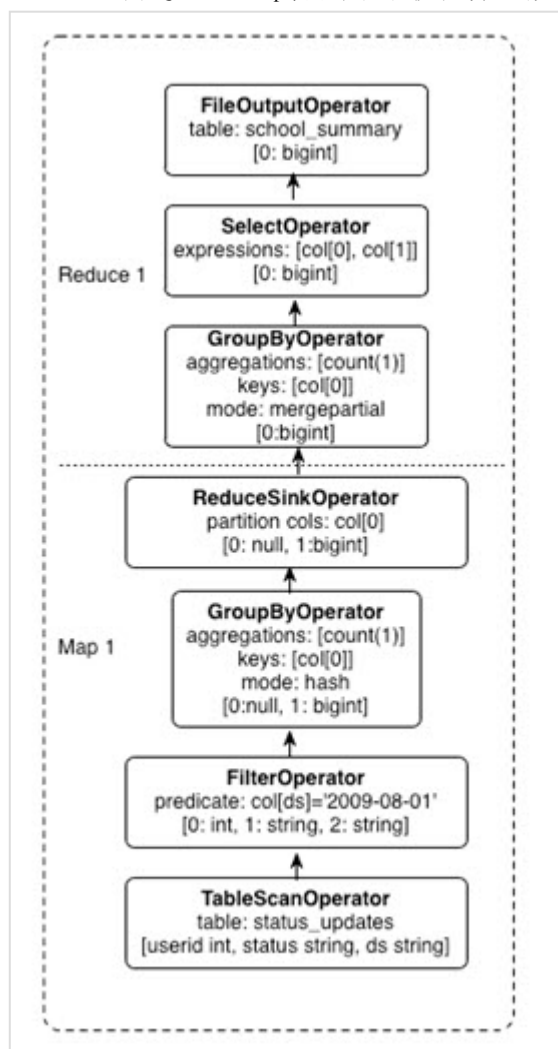 FileOutputOperator
table: school_summary
[0: bigint]
SelectOperator
expressions: [col[0], col[1]]
[0: bigint]
Reduce 1
GroupByOperator
aggregations: [count(1)]
keys: [col[0]]
mode: mergepartial
[0:bigint]
ReduceSinkOperator
partition cols: col[0]
[0: null, 1:bigint]
Map 1
GroupByOperator
aggregations: [count(1)]
keys: [col[0]]
mode: hash
[0:null, 1: bigint]
FilterOperator
predicate: col[ds]='2009-08-01'
[0: int, 1: string, 2: string]
TableScanOperator
table: status_updates
[userid int, status string, ds string]